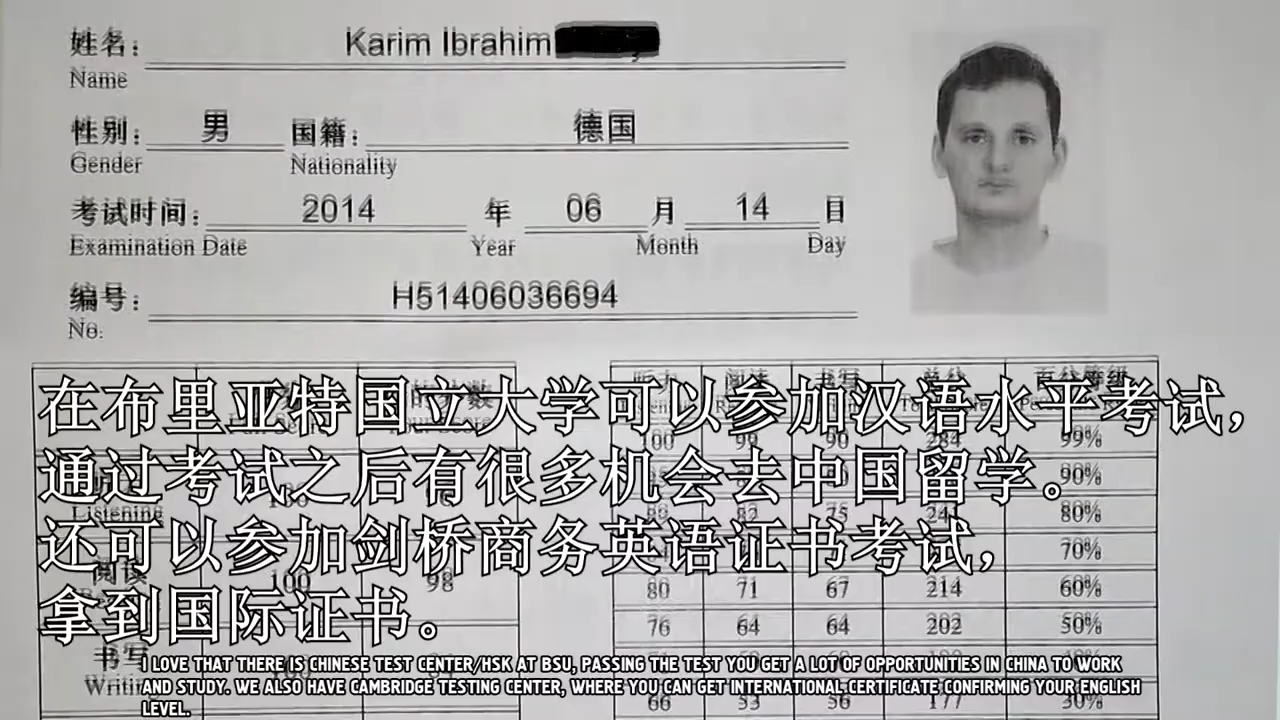 姓名: Karim Ibrahim
Name
性别: 男 国籍: 德国
Gender Nationality
考试时间: 2014 年 06 月 14 日
Examination Date Year Month Day
编号: H51406036694
No.
听力 阅读 书写 总分 百分等级
在布里亚特国立大学可以参加汉语水平考试，
100 99 90 284 99%
90%
通过考试之后有很多机会去中国留学。
Listening
82 75 241 80%
还可以参加剑桥商务英语证书考试，
70%
阅读 100 98
80 71 67 214 60%
拿到国际证书。
76 64 64 202 50%
书写
Writing
I LOVE THAT THERE IS CHINESE TEST CENTER/HSK AT BSU, PASSING THE TEST YOU GET A LOT OF OPPORTUNITIES IN CHINA TO WORK
AND STUDY. WE ALSO HAVE CAMBRIDGE TESTING CENTER, WHERE YOU CAN GET INTERNATIONAL CERTIFICATE CONFIRMING YOUR ENGLISH
LEVEL.
66 53 56 177 30%